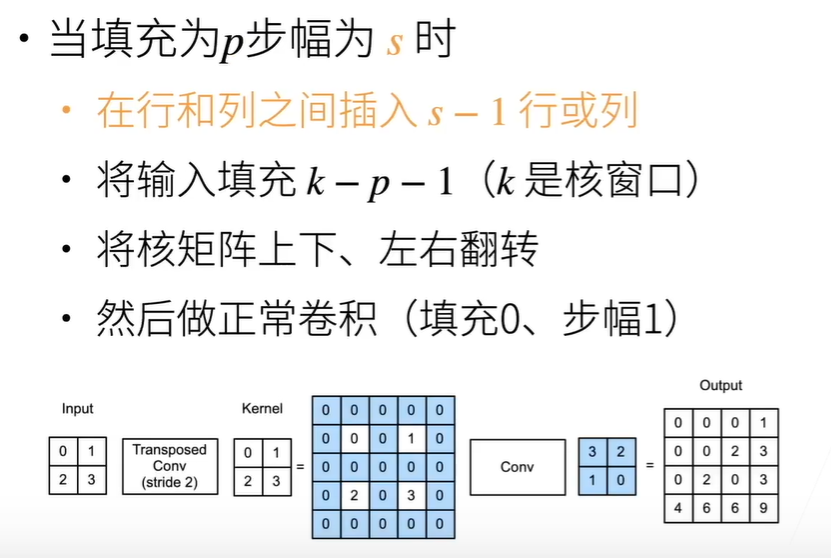 • 当填充为p步幅为 s 时
• 在行和列之间插入 s – 1 行或列
• 将输入填充 k – p – 1（k 是核窗口）
• 将核矩阵上下、左右翻转
• 然后做正常卷积（填充0、步幅1）
Input
0 1
2 3
Transposed
Conv
(stride 2)
Kernel
0 1
2 3
=
0 0 0 0 0
0 0 0 1 0
0 0 0 0 0
0 2 0 3 0
0 0 0 0 0
Conv
3 2
1 0
=
Output
0 0 0 1
0 0 2 3
0 2 0 3
4 6 6 9